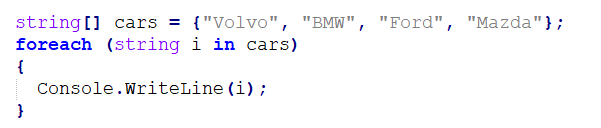 string[] cars = {"Volvo", "BMW", "Ford", "Mazda"};
foreach (string i in cars)
{
  Console.WriteLine(i);
}